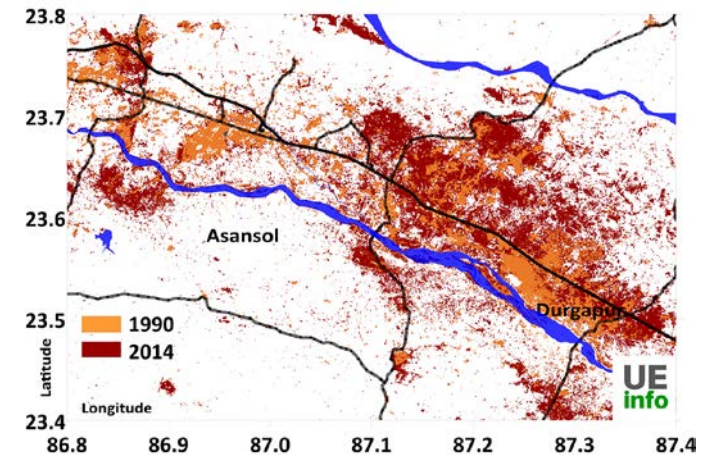 23.8
23.7
23.6
23.5
23.4
Latitude
Asansol
Durgapur
1990
2014
Longitude
UE
info
86.8 86.9 87.0 87.1 87.2 87.3 87.4